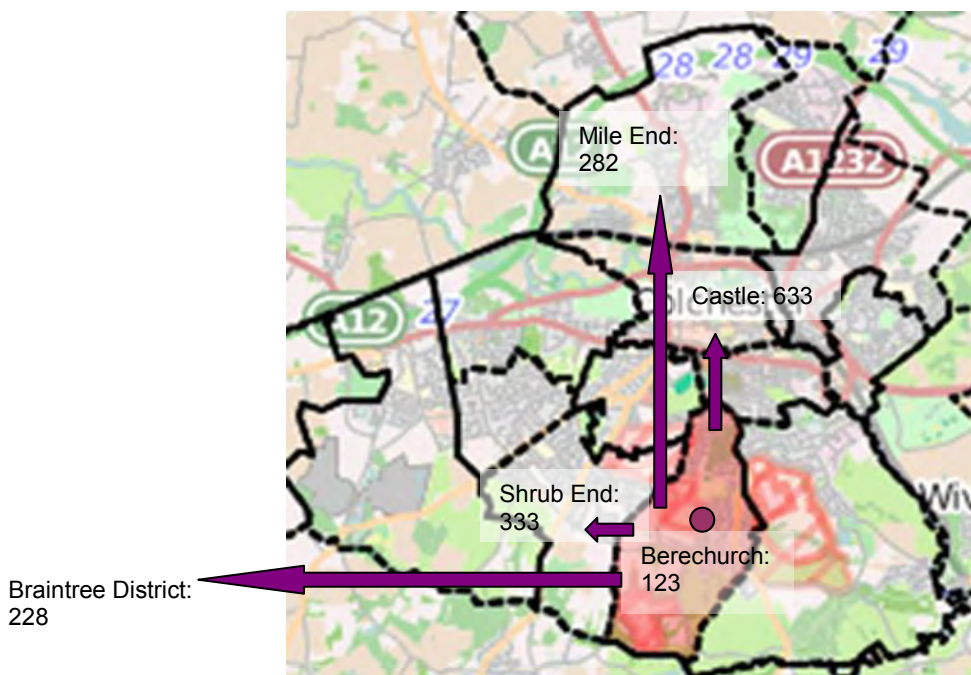 28 28 29 29
Mile End:
282
A1232
Castle: 633
A12
27
Shrub End:
333
Berechurch:
123
Braintree District:
228